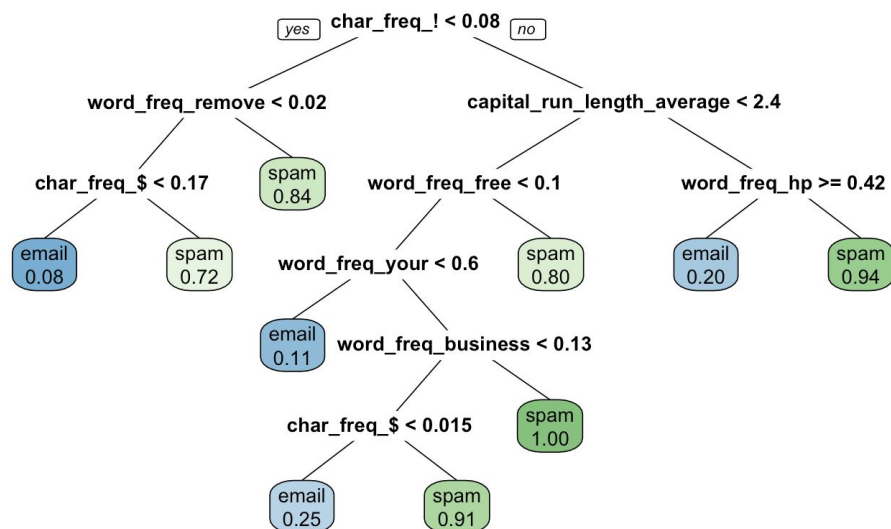 char_freq_! < 0.08
yes
no
word_freq_remove < 0.02
capital_run_length_average < 2.4
char_freq_$ < 0.17
spam
0.84
word_freq_free < 0.1
word_freq_hp >= 0.42
email
0.08
spam
0.72
word_freq_your < 0.6
spam
0.80
email
0.20
spam
0.94
email
0.11
word_freq_business < 0.13
char_freq_$ < 0.015
spam
1.00
email
0.25
spam
0.91